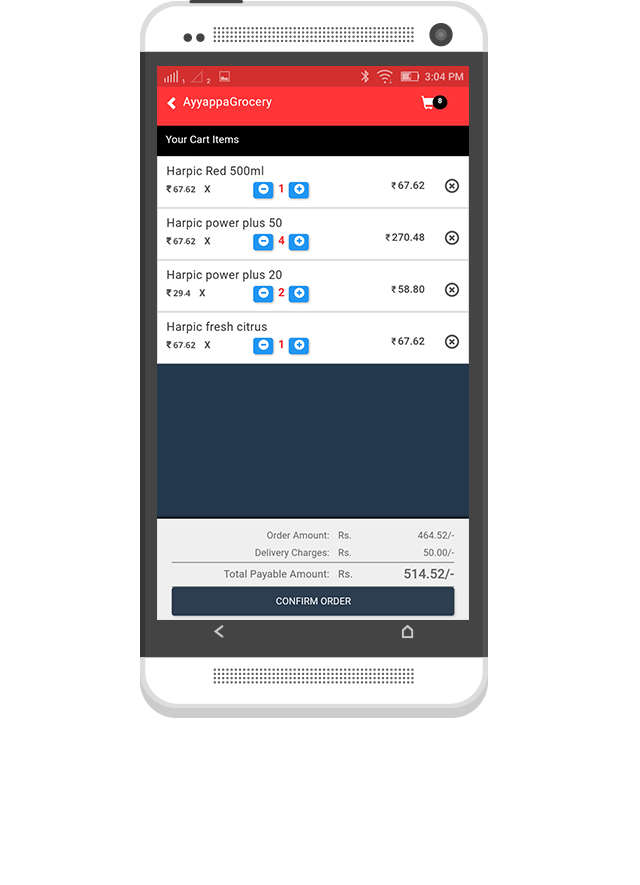 1 2 3:04 PM
AyyappaGrocery 8
Your Cart Items
Harpic Red 500ml
₹ 67.62 X 1 ₹ 67.62
Harpic power plus 50
₹ 67.62 X 4 ₹ 270.48
Harpic power plus 20
₹ 29.4 X 2 ₹ 58.80
Harpic fresh citrus
₹ 67.62 X 1 ₹ 67.62
Order Amount: Rs. 464.52/-
Delivery Charges: Rs. 50.00/-
Total Payable Amount: Rs. 514.52/-
CONFIRM ORDER